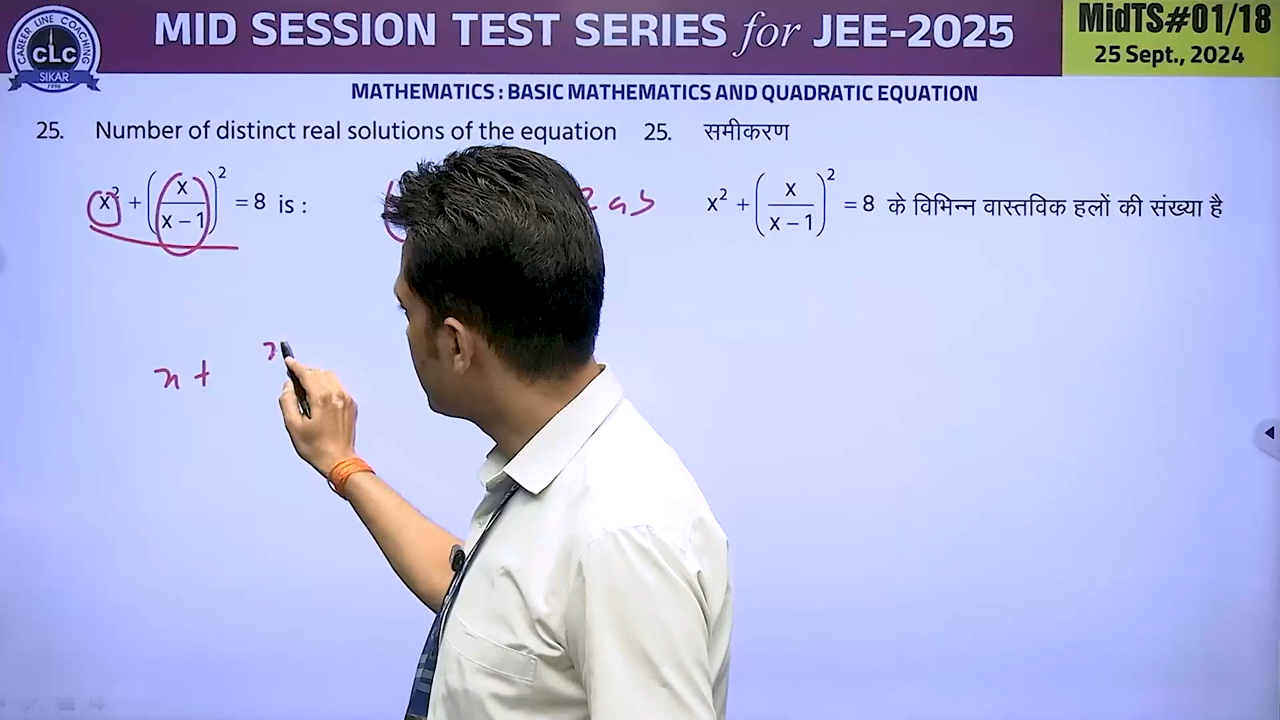 MID SESSION TEST SERIES for JEE-2025
MidTS#01/18
25 Sept., 2024
CAREER LINE COACHING
CLC
SIKAR
1996
MATHEMATICS : BASIC MATHEMATICS AND QUADRATIC EQUATION
25. Number of distinct real solutions of the equation
x² + (x/(x − 1))² = 8 is :
2ab
x +
25. समीकरण
x² + (x/(x − 1))² = 8 के विभिन्न वास्तविक हलों की संख्या है